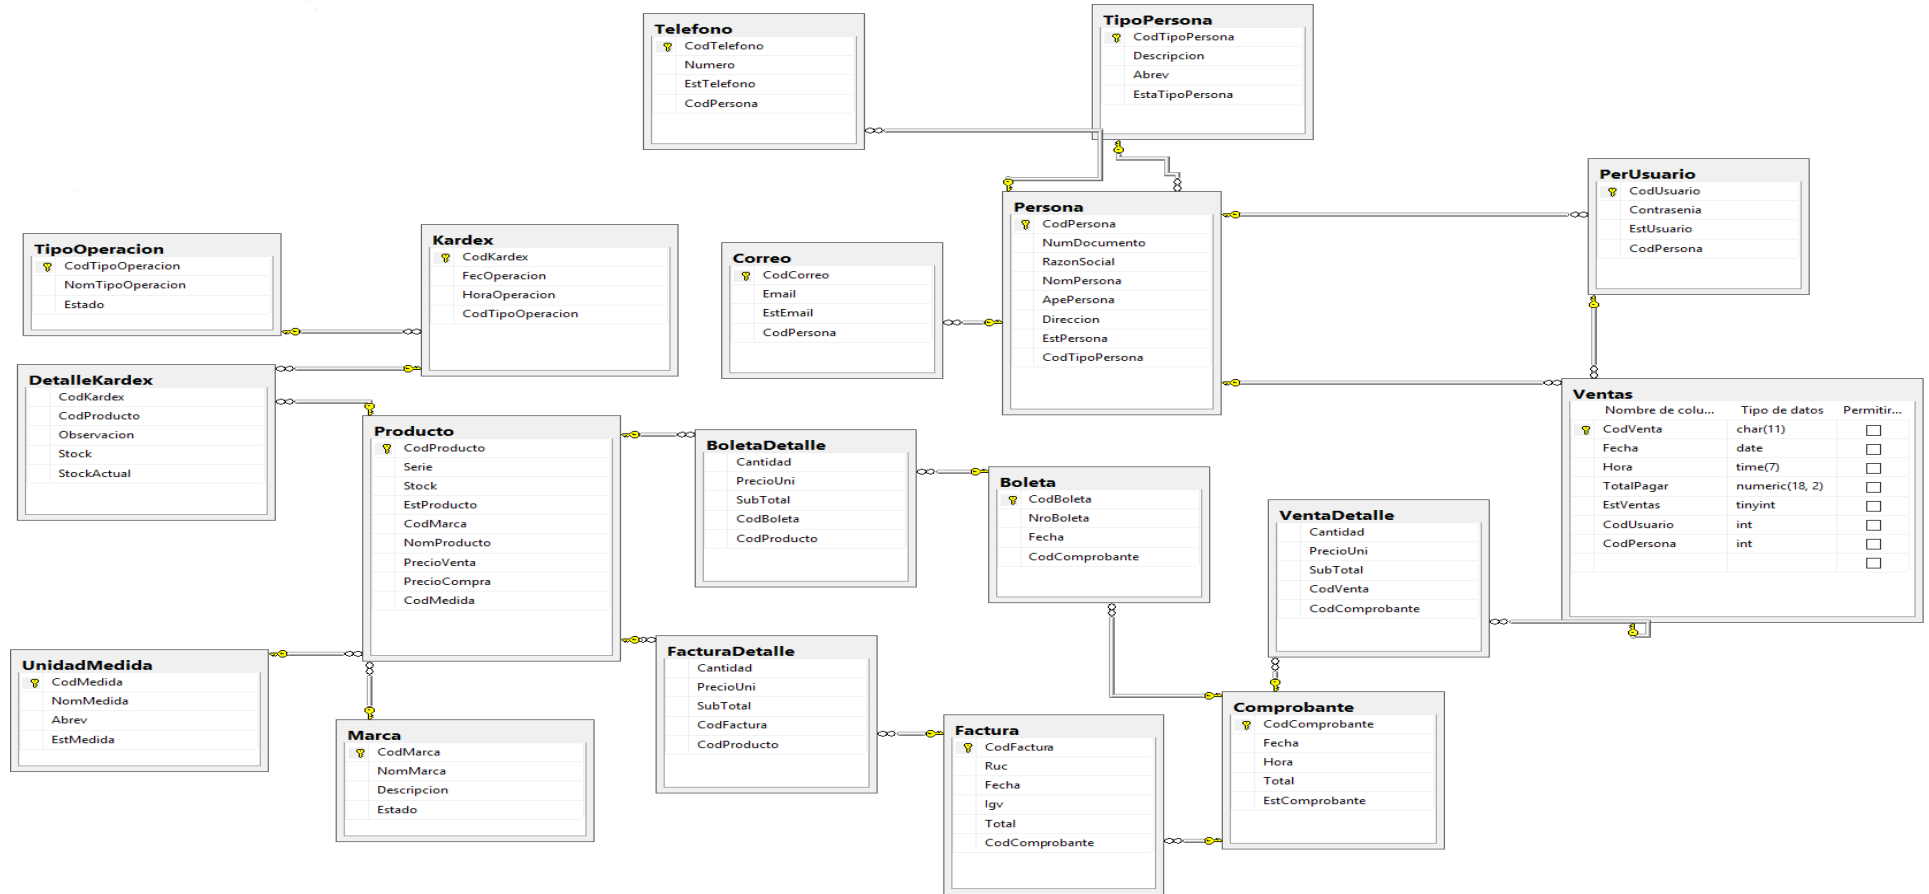 Telefono
CodTelefono
Numero
EstTelefono
CodPersona
TipoPersona
CodTipoPersona
Descripcion
Abrev
EstaTipoPersona
PerUsuario
CodUsuario
Contrasenia
EstUsuario
CodPersona
Persona
CodPersona
NumDocumento
RazonSocial
NomPersona
ApePersona
Direccion
EstPersona
CodTipoPersona
TipoOperacion
CodTipoOperacion
NomTipoOperacion
Estado
Kardex
CodKardex
FecOperacion
HoraOperacion
CodTipoOperacion
Correo
CodCorreo
Email
EstEmail
CodPersona
DetalleKardex
CodKardex
CodProducto
Observacion
Stock
StockActual
Producto
CodProducto
Serie
Stock
EstProducto
CodMarca
NomProducto
PrecioVenta
PrecioCompra
CodMedida
BoletaDetalle
Cantidad
PrecioUni
SubTotal
CodBoleta
CodProducto
Boleta
CodBoleta
NroBoleta
Fecha
CodComprobante
VentaDetalle
Cantidad
PrecioUni
SubTotal
CodVenta
CodComprobante
Ventas
Nombre de colu... Tipo de datos Permitir...
CodVenta char(11)
Fecha date
Hora time(7)
TotalPagar numeric(18, 2)
EstVentas tinyint
CodUsuario int
CodPersona int
UnidadMedida
CodMedida
NomMedida
Abrev
EstMedida
Marca
CodMarca
NomMarca
Descripcion
Estado
FacturaDetalle
Cantidad
PrecioUni
SubTotal
CodFactura
CodProducto
Factura
CodFactura
Ruc
Fecha
Igv
Total
CodComprobante
Comprobante
CodComprobante
Fecha
Hora
Total
EstComprobante